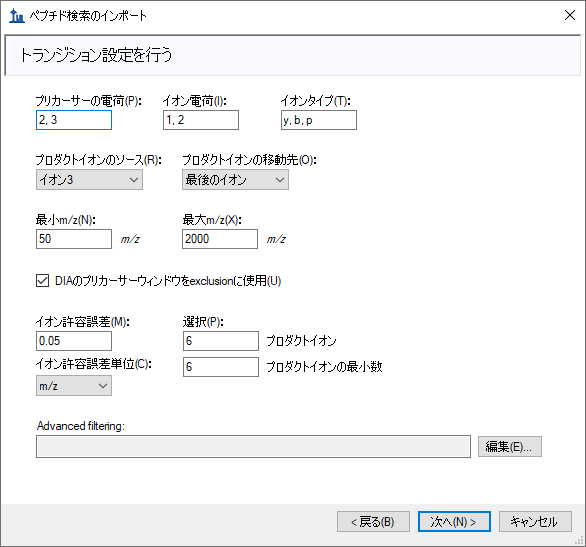 ペプチド検索のインポート
トランジション設定を行う
プリカーサーの電荷(P): イオン電荷(I): イオンタイプ(T):
2, 3 1, 2 y, b, p
プロダクトイオンのソース(R): プロダクトイオンの移動先(O):
イオン3 最後のイオン
最小m/z(N): 最大m/z(X):
50 m/z 2000 m/z
DIAのプリカーサーウィンドウをexclusionに使用(U)
イオン許容誤差(M): 選択(P):
0.05 6 プロダクトイオン
イオン許容誤差単位(C): 6 プロダクトイオンの最小数
m/z
Advanced filtering:
編集(E)...
< 戻る(B) 次へ(N) > キャンセル